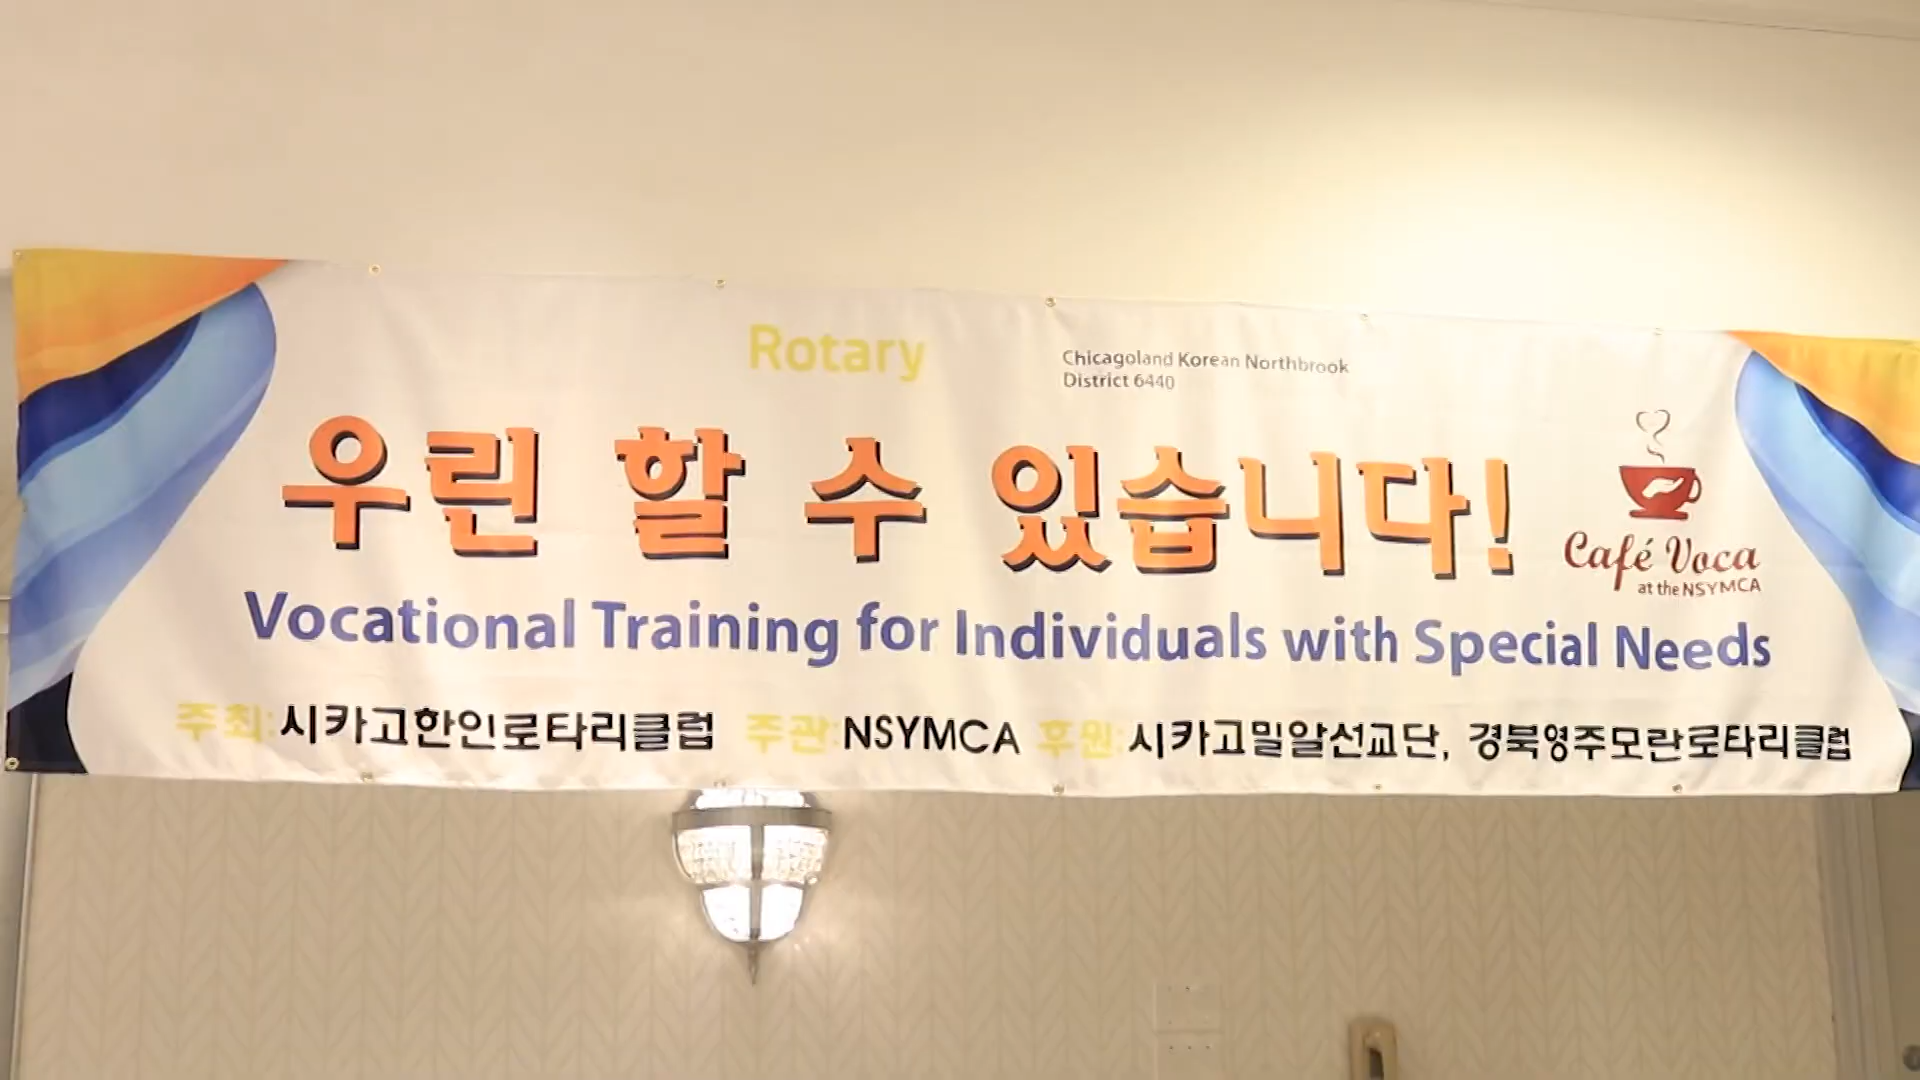 Rotary
Chicagoland Korean Northbrook
District 6440
우린 할 수 있습니다!
Café Voca
at the NSYMCA
Vocational Training for Individuals with Special Needs
주최: 시카고한인로타리클럽 주관: NSYMCA 후원: 시카고밀알선교단, 경북영주모란로타리클럽